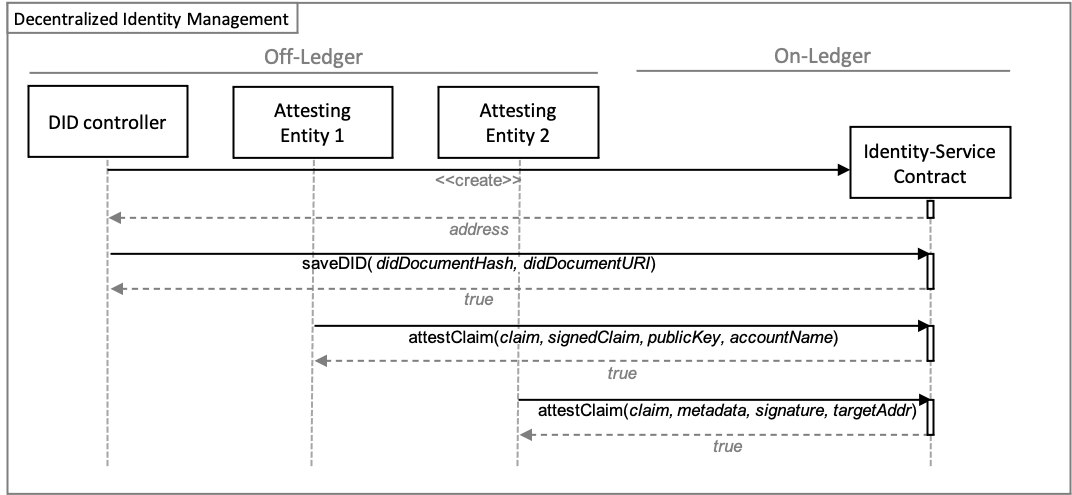 Decentralized Identity Management
Off-Ledger
On-Ledger
DID controller
Attesting
Entity 1
Attesting
Entity 2
Identity-Service
Contract
<<create>>
address
saveDID( didDocumentHash, didDocumentURI)
true
attestClaim(claim, signedClaim, publicKey, accountName)
true
attestClaim(claim, metadata, signature, targetAddr)
true